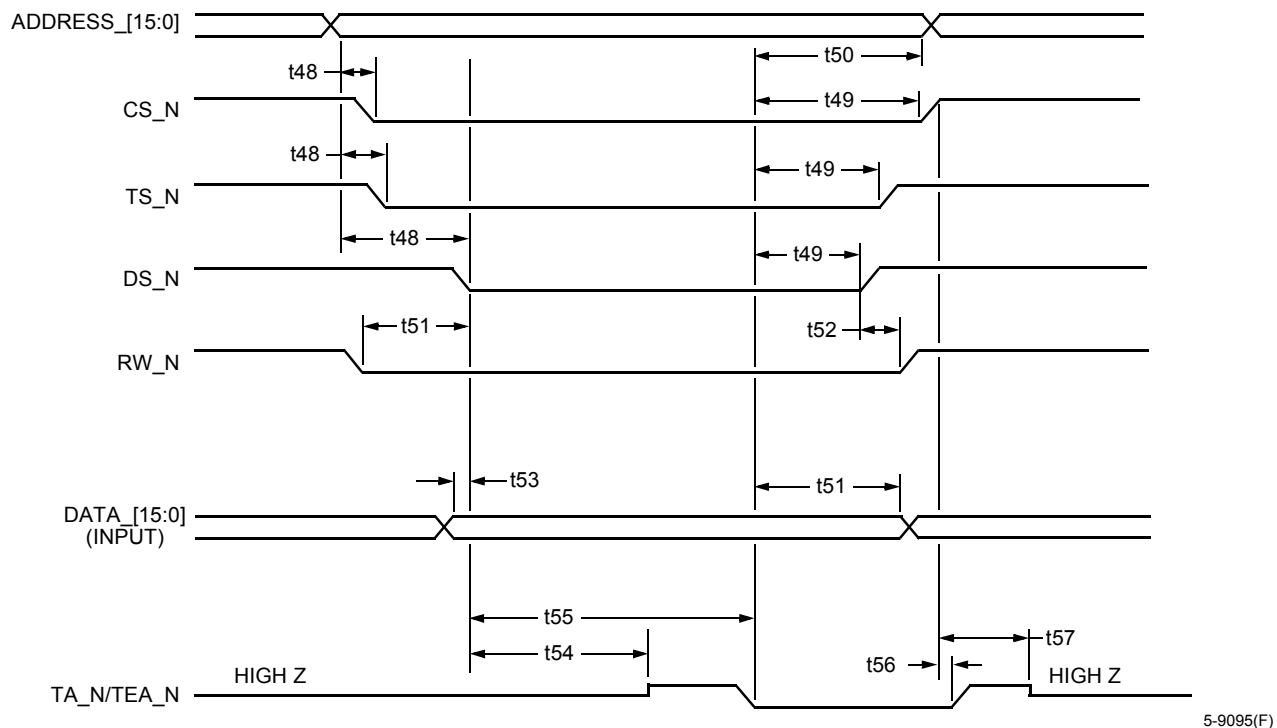 ADDRESS_[15:0]
t50
t48
t49
CS_N
t48
t49
TS_N
t48
t49
DS_N
t51
t52
RW_N
t53
t51
DATA_[15:0]
(INPUT)
t55
t54
t56
t57
HIGH Z
HIGH Z
TA_N/TEA_N
5-9095(F)